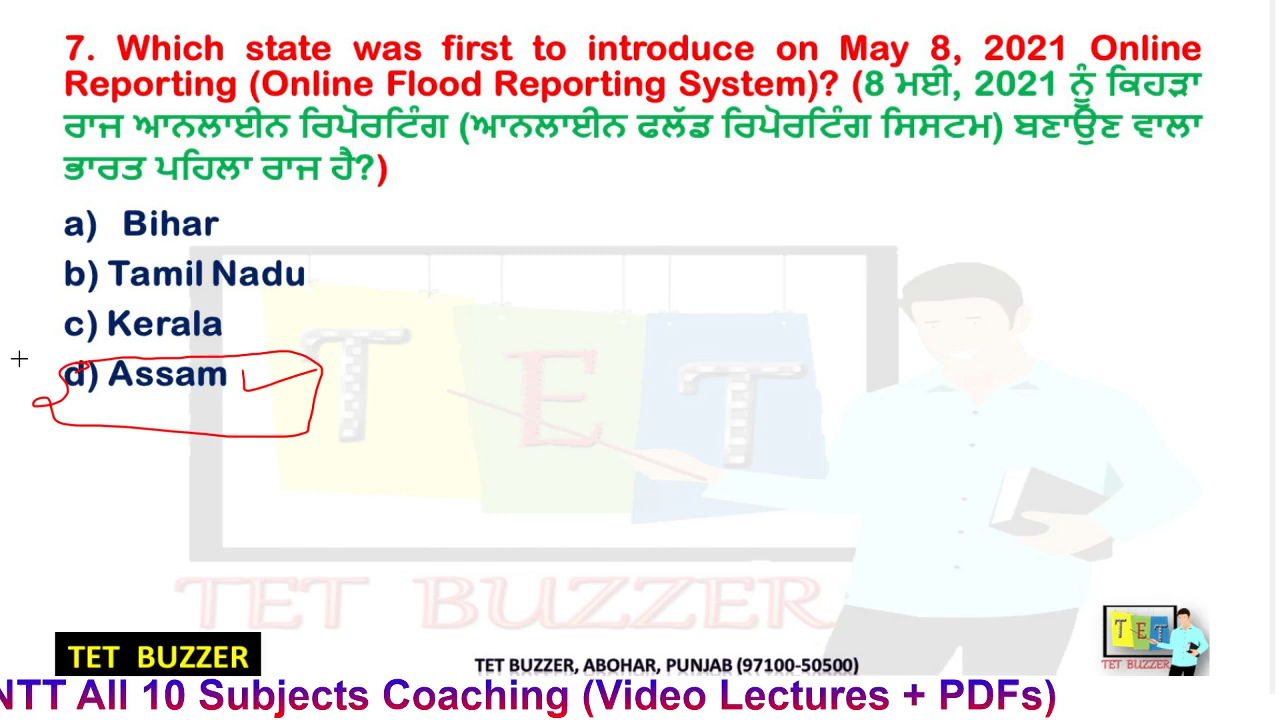 7. Which state was first to introduce on May 8, 2021 Online
Reporting (Online Flood Reporting System)? (8 ਮਈ, 2021 ਨੂੰ ਕਿਹੜਾ
ਰਾਜ ਆਨਲਾਈਨ ਰਿਪੋਰਟਿੰਗ (ਆਨਲਾਈਨ ਫਲੱਡ ਰਿਪੋਰਟਿੰਗ ਸਿਸਟਮ) ਬਣਾਉਣ ਵਾਲਾ
ਭਾਰਤ ਪਹਿਲਾ ਰਾਜ ਹੈ?)
a) Bihar
b) Tamil Nadu
c) Kerala
d) Assam
T E T
TET BUZZER
TET BUZZER
TET BUZZER, ABOHAR, PUNJAB (97100-50500)
TET
TET BUZZER
NTT All 10 Subjects Coaching (Video Lectures + PDFs)